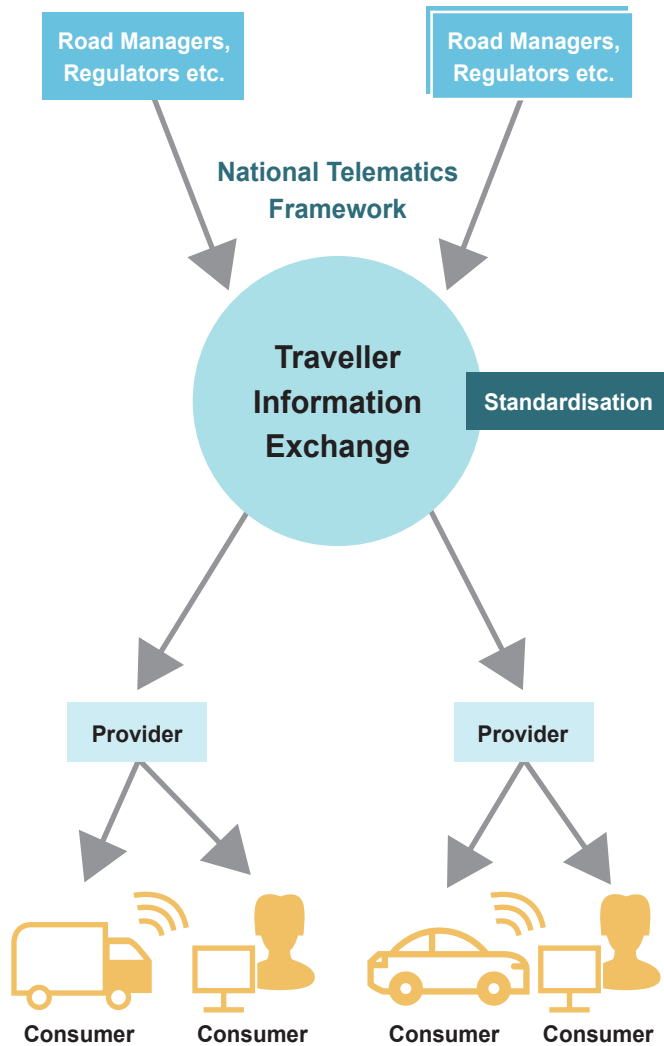 Road Managers,
Regulators etc.
Road Managers,
Regulators etc.
National Telematics
Framework
Traveller
Information
Exchange
Standardisation
Provider
Provider
Consumer
Consumer
Consumer
Consumer